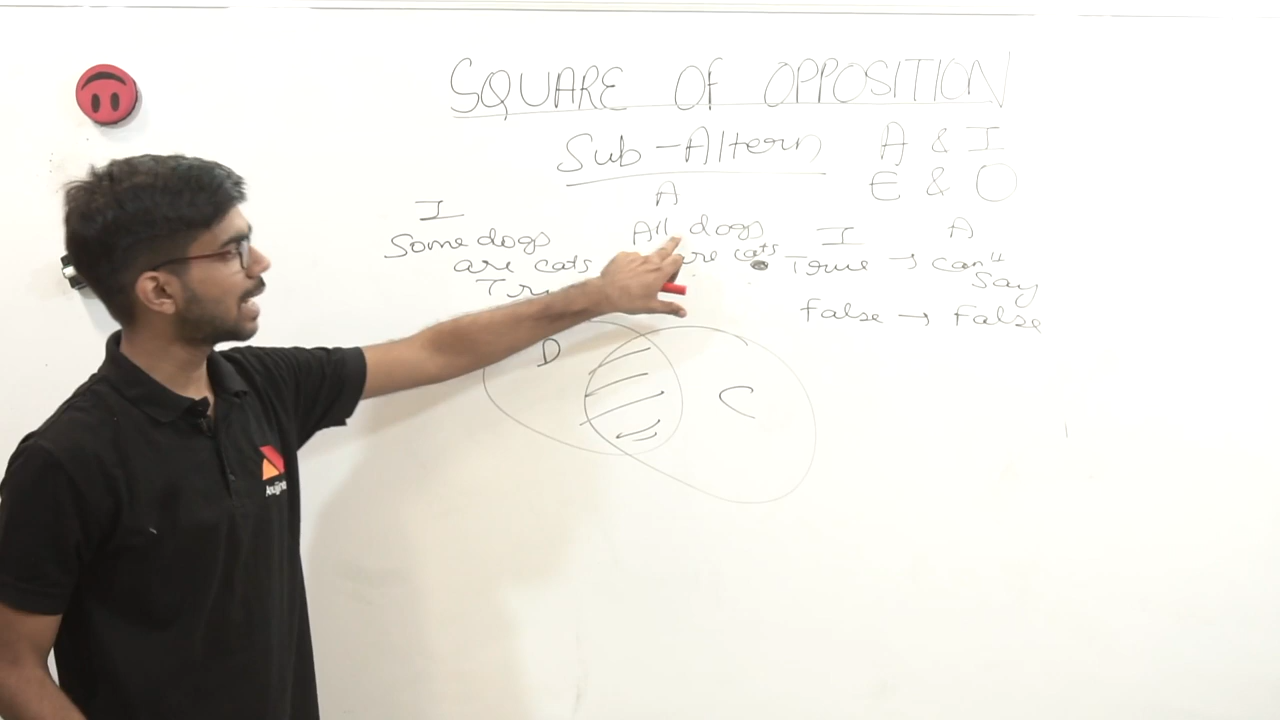 SQUARE OF OPPOSITION
Sub-Altern
A & I
E & O
I
Some dogs
are cats
A
All dogs
are cats
I
True → can't
say
False → False
A
D
C